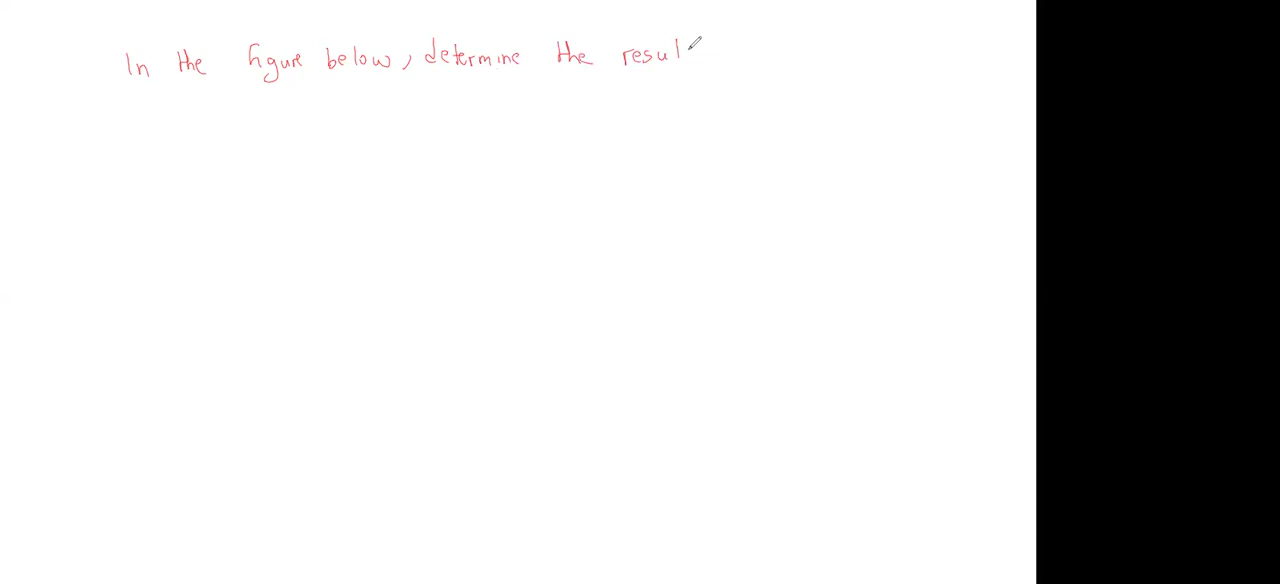 In the figure below, determine the resul